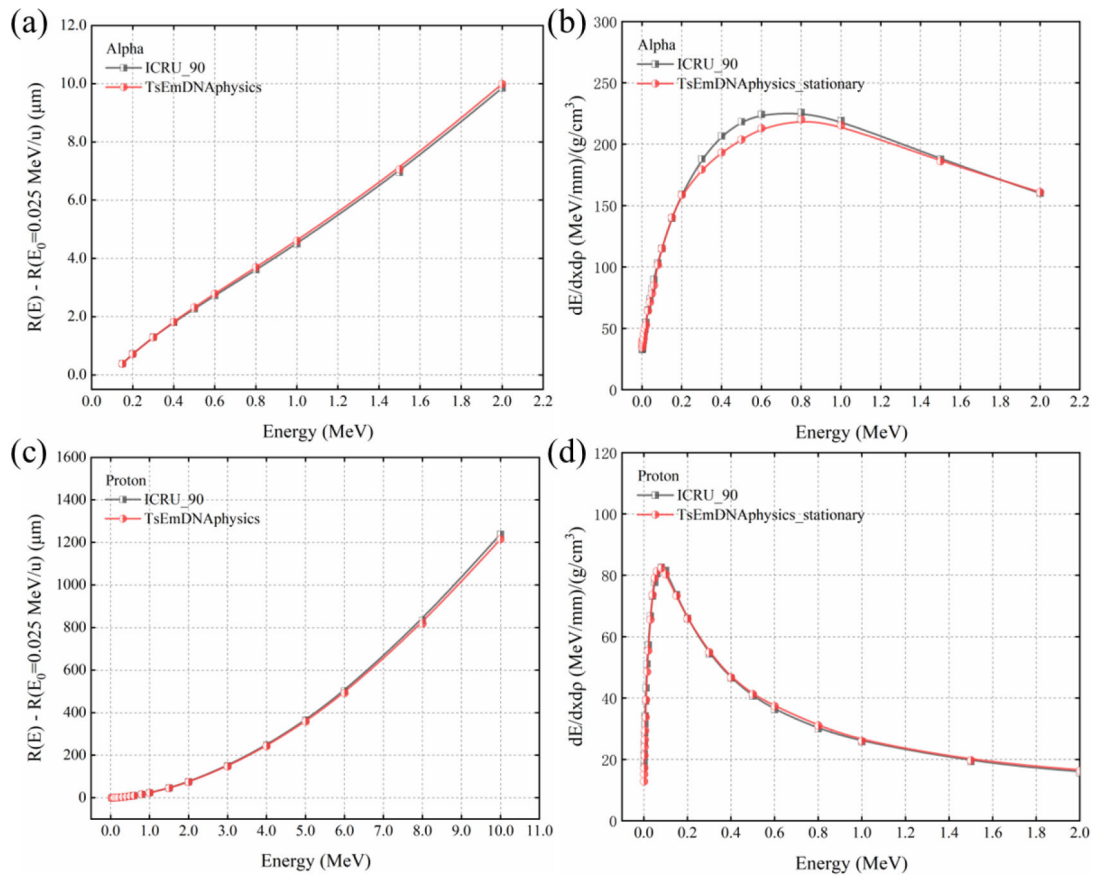 (a)
12.0
10.0
8.0
6.0
4.0
2.0
0.0
R(E) - R(E₀=0.025 MeV/u) (μm)
Alpha
ICRU_90
TsEmDNAphysics
0.0 0.2 0.4 0.6 0.8 1.0 1.2 1.4 1.6 1.8 2.0 2.2
Energy (MeV)
(b)
300
250
200
150
100
50
0
dE/dxdρ (MeV/mm)/(g/cm³)
Alpha
ICRU_90
TsEmDNAphysics_stationary
0.0 0.2 0.4 0.6 0.8 1.0 1.2 1.4 1.6 1.8 2.0 2.2
Energy (MeV)
(c)
1600
1400
1200
1000
800
600
400
200
0
R(E) - R(E₀=0.025 MeV/u) (μm)
Proton
ICRU_90
TsEmDNAphysics
0.0 1.0 2.0 3.0 4.0 5.0 6.0 7.0 8.0 9.0 10.0 11.0
Energy (MeV)
(d)
120
100
80
60
40
20
0
dE/dxdρ (MeV/mm)/(g/cm³)
Proton
ICRU_90
TsEmDNAphysics_stationary
0.0 0.2 0.4 0.6 0.8 1.0 1.2 1.4 1.6 1.8 2.0
Energy (MeV)